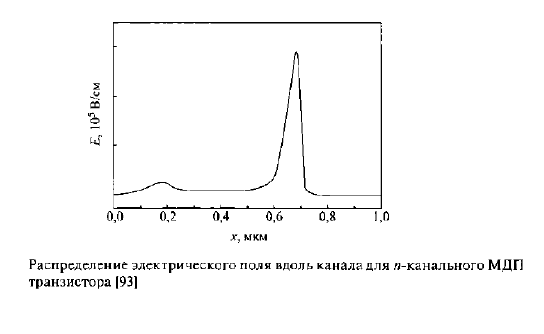 E, 10⁵ В/см
0,0 0,2 0,4 0,6 0,8 1,0
x, мкм
Распределение электрического поля вдоль канала для n-канального МДП
транзистора [93]